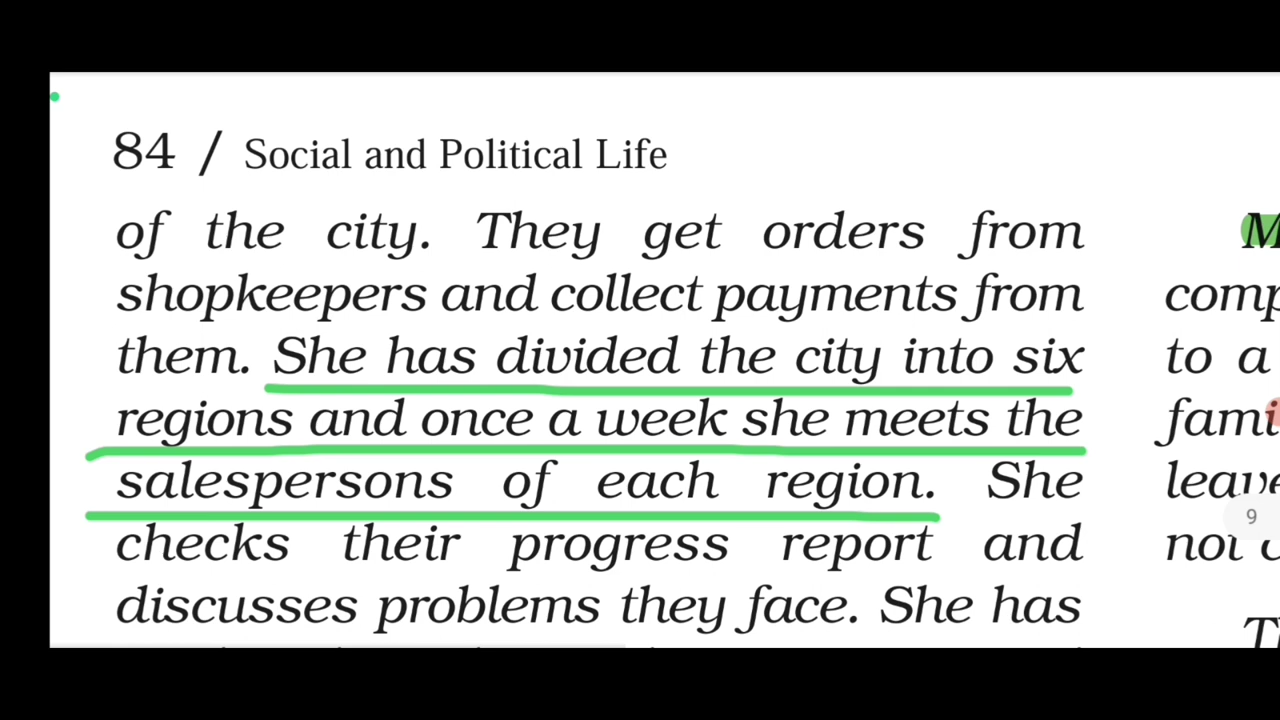 84 / Social and Political Life
of the city. They get orders from
shopkeepers and collect payments from
them. She has divided the city into six
regions and once a week she meets the
salespersons of each region. She
checks their progress report and
discusses problems they face. She has
to a
9